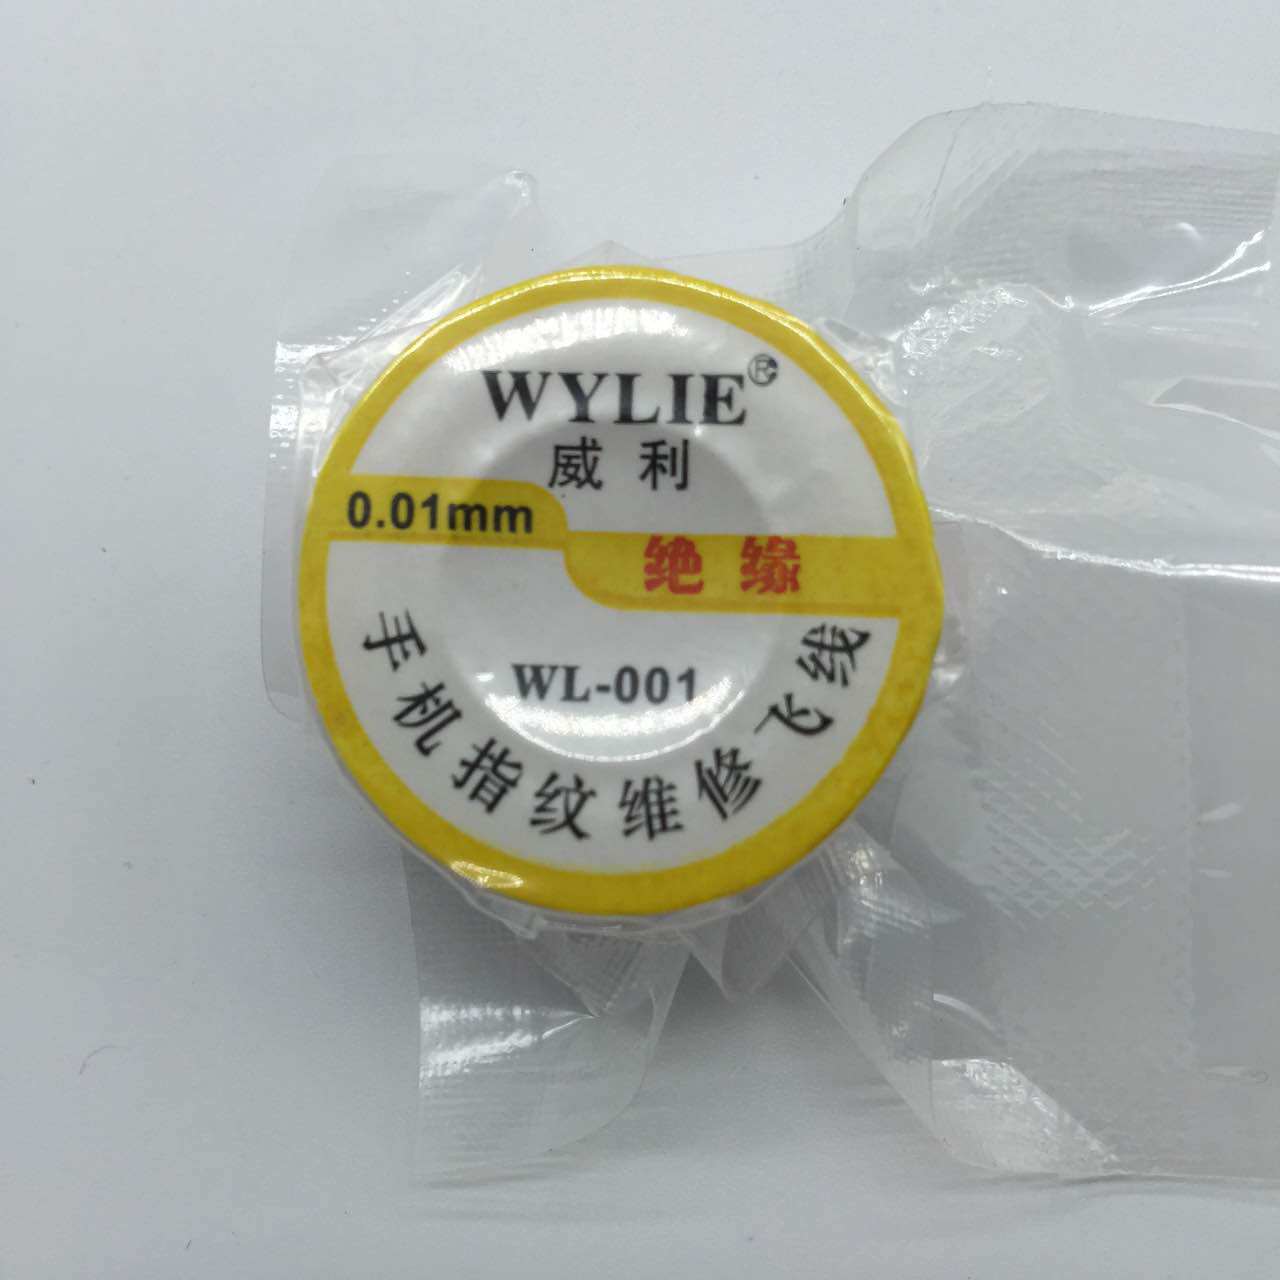 WYLIE®
威利
0.01mm
绝缘
WL-001
手机指纹维修飞线